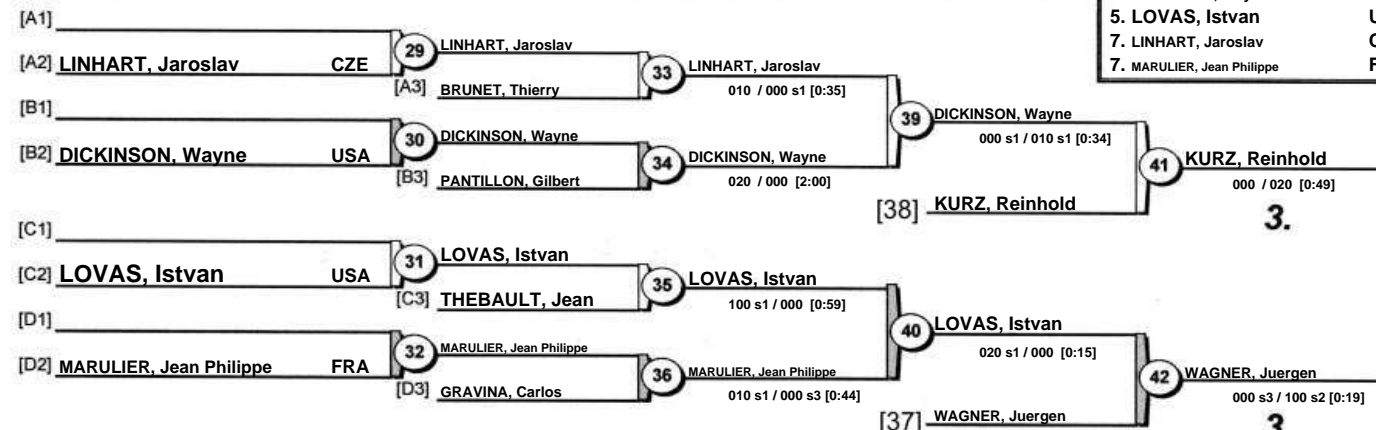 [A1]
[A2] LINHART, Jaroslav CZE
29
LINHART, Jaroslav
[A3] BRUNET, Thierry
33
LINHART, Jaroslav
010 / 000 s1 [0:35]
[B1]
[B2] DICKINSON, Wayne USA
30
DICKINSON, Wayne
[B3] PANTILLON, Gilbert
34
DICKINSON, Wayne
020 / 000 [2:00]
39
DICKINSON, Wayne
000 s1 / 010 s1 [0:34]
[38] KURZ, Reinhold
41
KURZ, Reinhold
000 / 020 [0:49]
3.
[C1]
[C2] LOVAS, Istvan USA
31
LOVAS, Istvan
[C3] THEBAULT, Jean
35
LOVAS, Istvan
100 s1 / 000 [0:59]
[D1]
[D2] MARULIER, Jean Philippe FRA
32
MARULIER, Jean Philippe
[D3] GRAVINA, Carlos
36
MARULIER, Jean Philippe
010 s1 / 000 s3 [0:44]
40
LOVAS, Istvan
020 s1 / 000 [0:15]
[37] WAGNER, Juergen
42
WAGNER, Juergen
000 s3 / 100 s2 [0:19]
3.
5. LOVAS, Istvan U
7. LINHART, Jaroslav C
7. MARULIER, Jean Philippe F